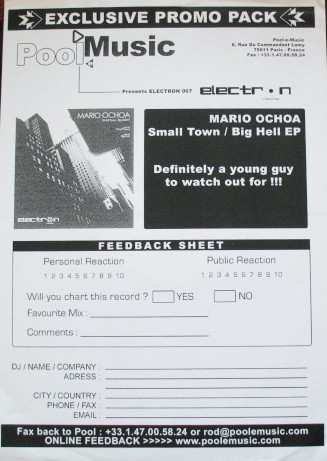 EXCLUSIVE PROMO PACK
PoolMusic
Pool-e-Music
6, Rue Du Commandant Lamy
75011 Paris - France
Fax : +33.1.47.00.58.24
Presents ELECTRON 007
electron
MARIO OCHOA
electron
MARIO OCHOA
Small Town / Big Hell EP
Definitely a young guy
to watch out for !!!
FEEDBACK SHEET
Personal Reaction
Public Reaction
1 2 3 4 5 6 7 8 9 10
1 2 3 4 5 6 7 8 9 10
Will you chart this record ? YES NO
Favourite Mix :
Comments :
DJ / NAME / COMPANY :
ADRESS :
CITY / COUNTRY :
PHONE / FAX :
EMAIL :
Fax back to Pool : +33.1.47.00.58.24 or rod@poolemusic.com
ONLINE FEEDBACK >>>>> www.poolemusic.com